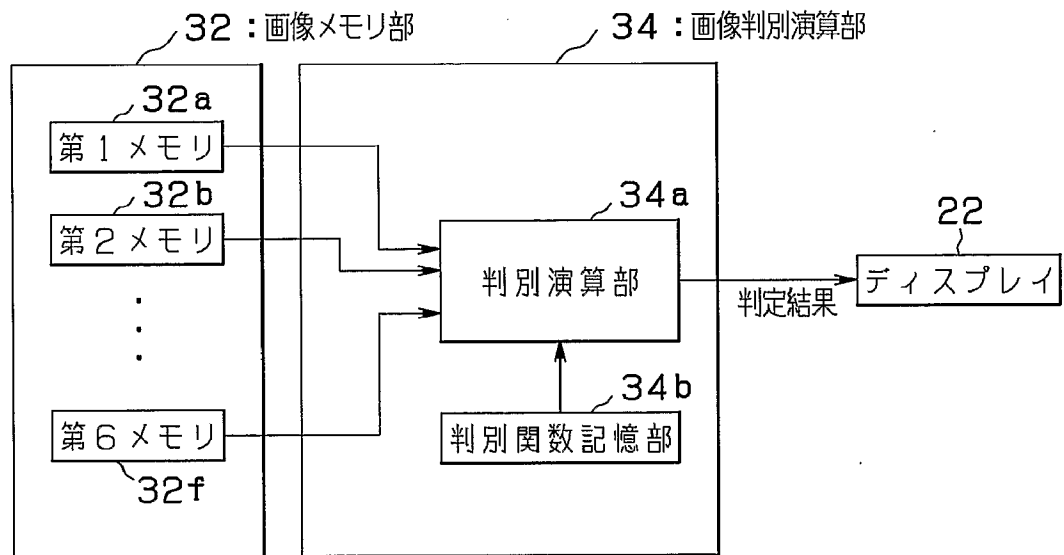 32：画像メモリ部
34：画像判別演算部
32a
第1メモリ
32b
第2メモリ
第6メモリ
32f
34a
判別演算部
34b
判別関数記憶部
判定結果
22
ディスプレイ